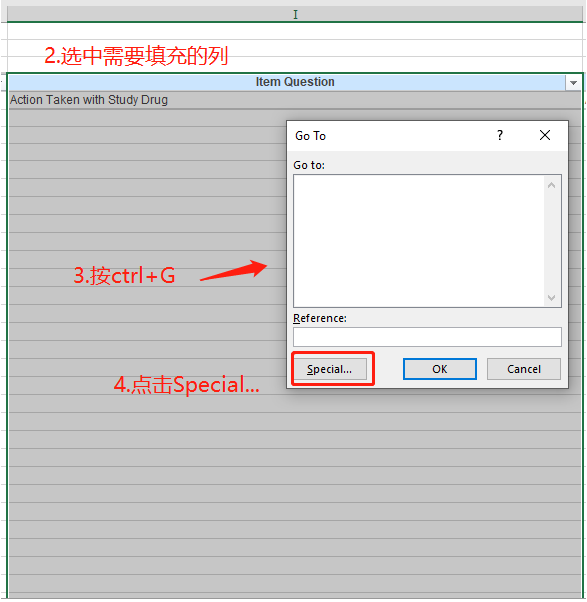 I
2.选中需要填充的列
Item Question
Action Taken with Study Drug
Go To
?
Go to:
3.按ctrl+G
Reference:
4.点击Special...
Special...
OK
Cancel